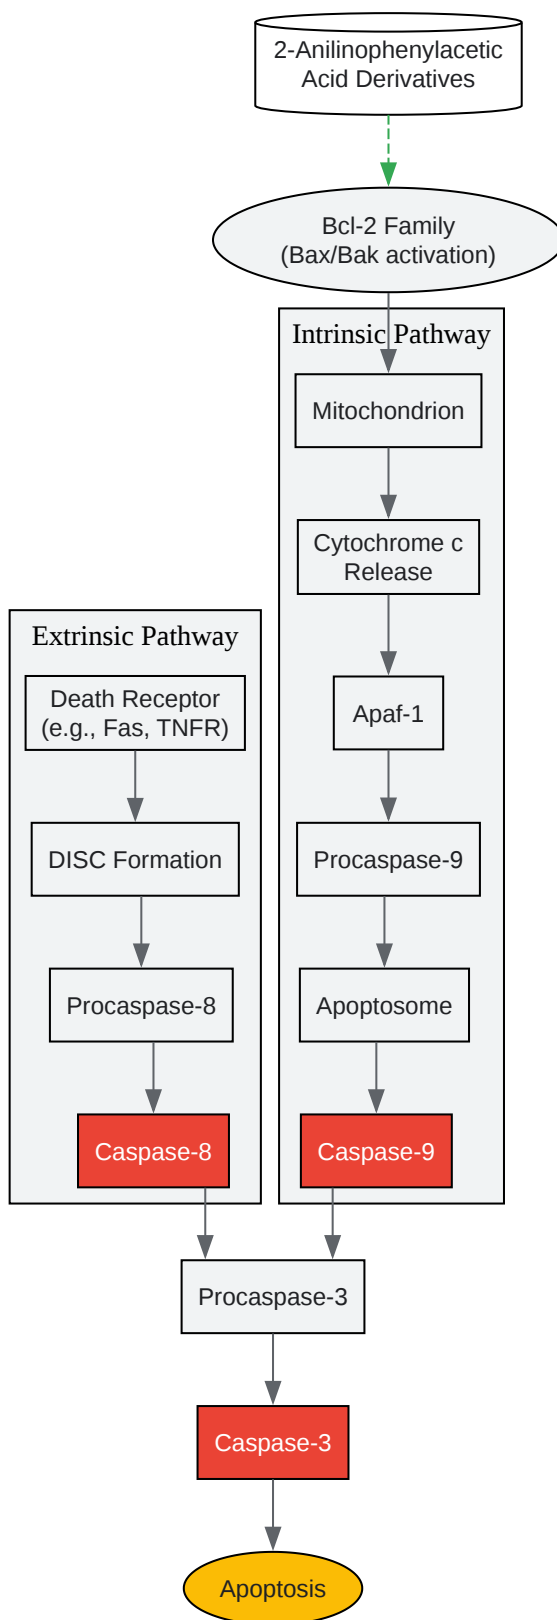 2-Anilinophenylacetic
Acid Derivatives
Bcl-2 Family
(Bax/Bak activation)
Intrinsic Pathway
Mitochondrion
Cytochrome c
Release
Extrinsic Pathway
Death Receptor
(e.g., Fas, TNFR)
Apaf-1
DISC Formation
Procaspase-9
Procaspase-8
Apoptosome
Caspase-8
Caspase-9
Procaspase-3
Caspase-3
Apoptosis